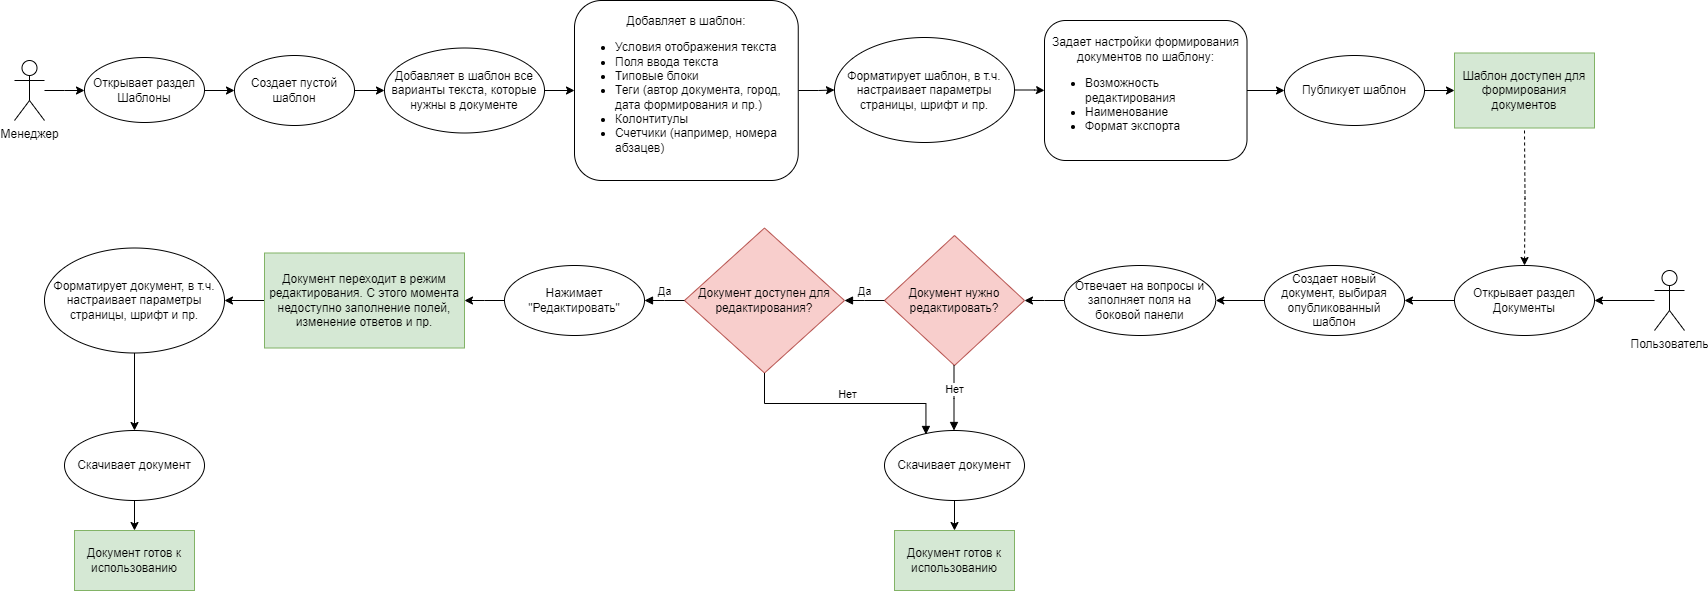 Менеджер
Открывает раздел
Шаблоны
Создает пустой
шаблон
Добавляет в шаблон все
варианты текста, которые
нужны в документе
Добавляет в шаблон:
• Условия отображения текста
• Поля ввода текста
• Типовые блоки
• Теги (автор документа, город,
дата формирования и пр.)
• Колонтитулы
• Счетчики (например, номера
абзацев)
Форматирует шаблон, в т.ч.
настраивает параметры
страницы, шрифт и пр.
Задает настройки формирования
документов по шаблону:
• Возможность
редактирования
• Наименование
• Формат экспорта
Публикует шаблон
Шаблон доступен для
формирования
документов
Пользователь
Открывает раздел
Документы
Создает новый
документ, выбирая
опубликованный
шаблон
Отвечает на вопросы и
заполняет поля на
боковой панели
Документ нужно
редактировать?
Да
Нет
Документ доступен для
редактирования?
Да
Нет
Нажимает
"Редактировать"
Документ переходит в режим
редактирования. С этого момента
недоступно заполнение полей,
изменение ответов и пр.
Форматирует документ, в т.ч.
настраивает параметры
страницы, шрифт и пр.
Скачивает документ
Документ готов к
использованию
Скачивает документ
Документ готов к
использованию